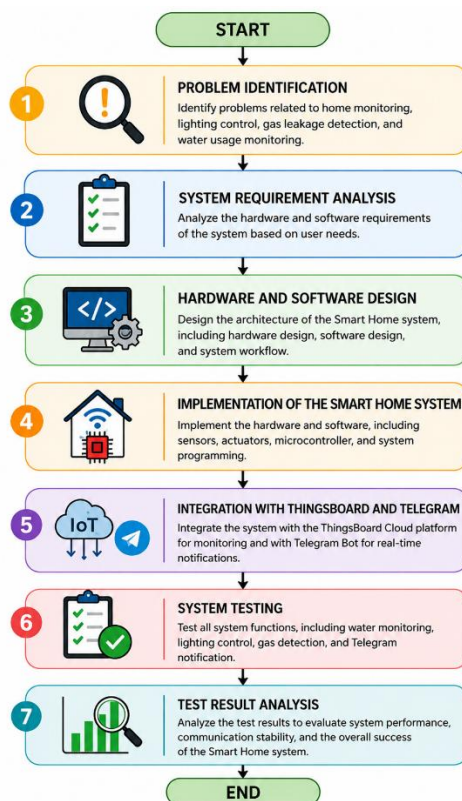 START
1
PROBLEM IDENTIFICATION
Identify problems related to home monitoring,
lighting control, gas leakage detection, and
water usage monitoring.
2
SYSTEM REQUIREMENT ANALYSIS
Analyze the hardware and software requirements
of the system based on user needs.
3
</>
HARDWARE AND SOFTWARE DESIGN
Design the architecture of the Smart Home system,
including hardware design, software design,
and system workflow.
4
IMPLEMENTATION OF THE SMART HOME SYSTEM
Implement the hardware and software, including
sensors, actuators, microcontroller, and system
programming.
5
IoT
INTEGRATION WITH THINGSBOARD AND TELEGRAM
Integrate the system with the ThingsBoard Cloud platform
for monitoring and with Telegram Bot for real-time
notifications.
6
SYSTEM TESTING
Test all system functions, including water monitoring,
lighting control, gas detection, and Telegram
notification.
7
TEST RESULT ANALYSIS
Analyze the test results to evaluate system performance,
communication stability, and the overall success
of the Smart Home system.
END